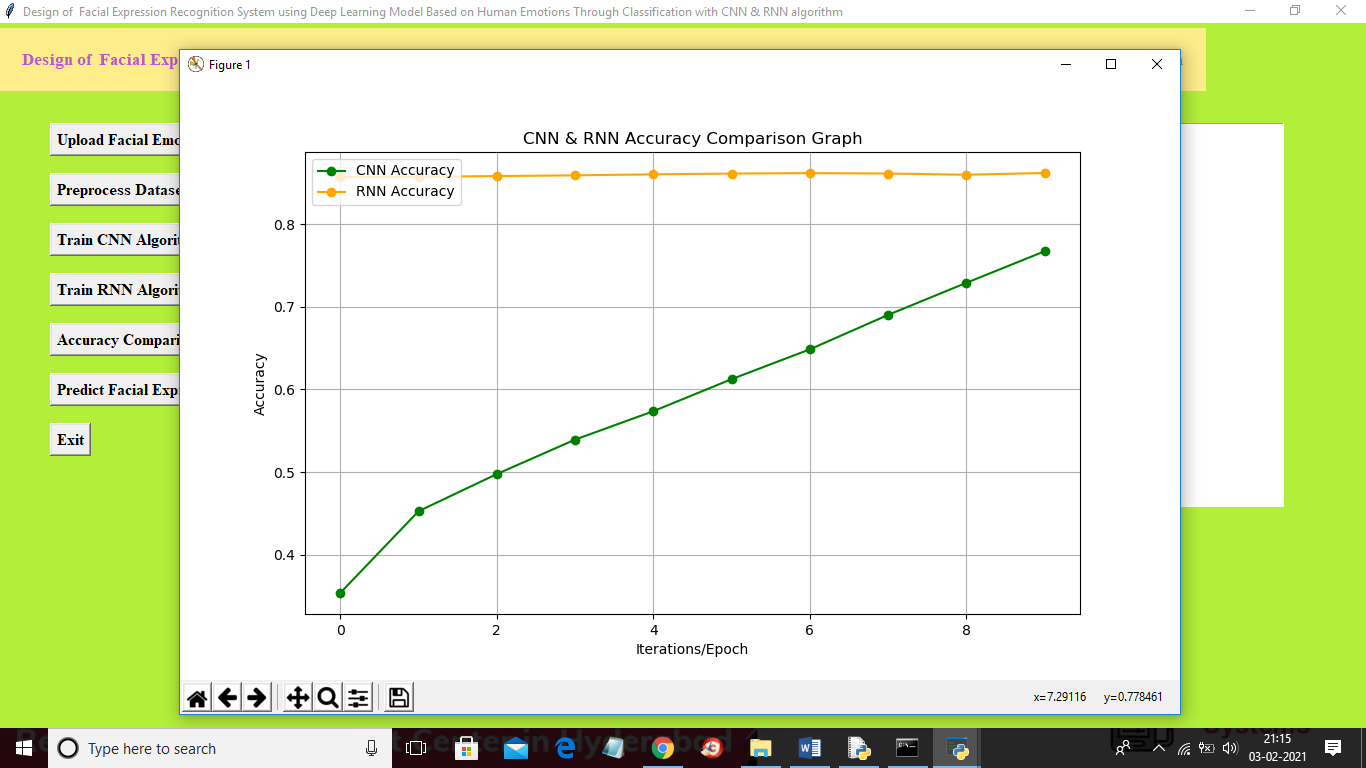 Design of  Facial Expression Recognition System using Deep Learning Model Based on Human Emotions Through Classification with CNN & RNN algorithm
Design of  Facial Exp
Figure 1
Upload Facial Emo
Preprocess Datase
Train CNN Algorit
Train RNN Algorit
Accuracy Compari
Predict Facial Exp
Exit
CNN & RNN Accuracy Comparison Graph
CNN Accuracy
RNN Accuracy
0.8
0.7
0.6
0.5
0.4
Accuracy
0 2 4 6 8
Iterations/Epoch
x=7.29116 y=0.778461
Type here to search
21:15
03-02-2021